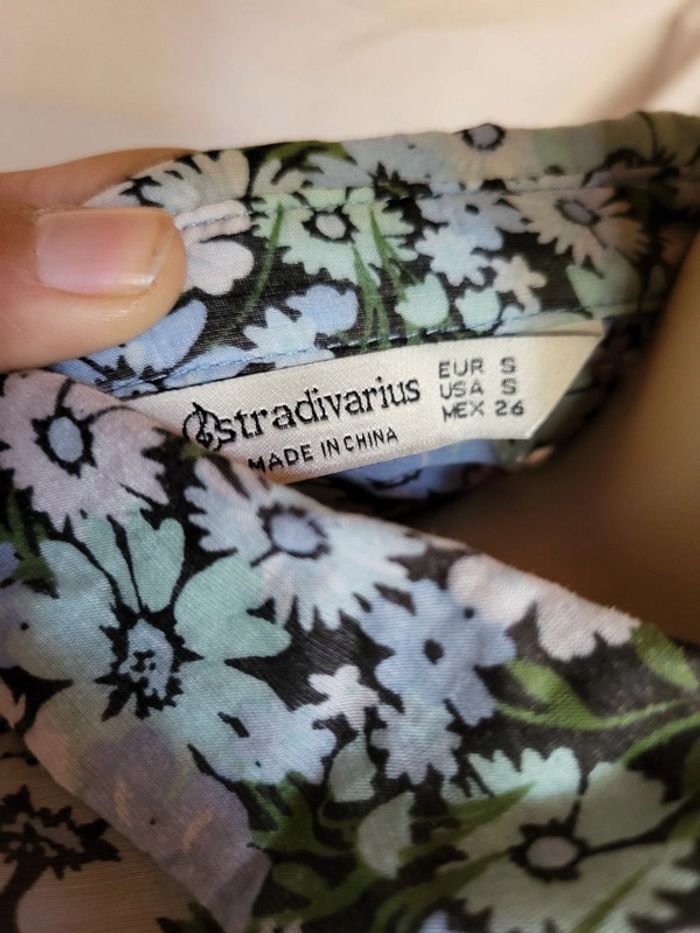 stradivarius
MADE IN CHINA
EUR S
USA S
MEX 26